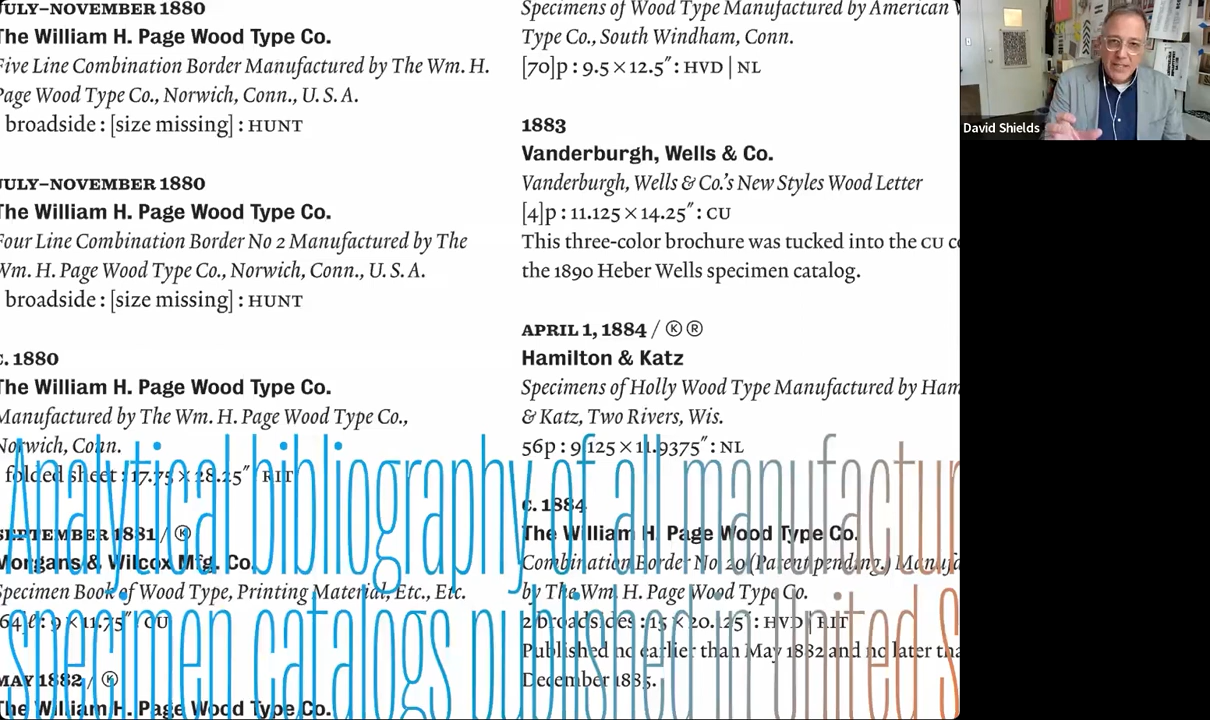 JULY–NOVEMBER 1880
The William H. Page Wood Type Co.
Five Line Combination Border Manufactured by The Wm. H.
Page Wood Type Co., Norwich, Conn., U. S. A.
broadside : [size missing] : HUNT
JULY–NOVEMBER 1880
The William H. Page Wood Type Co.
Four Line Combination Border No 2 Manufactured by The
Wm. H. Page Wood Type Co., Norwich, Conn., U. S. A.
broadside : [size missing] : HUNT
C. 1880
The William H. Page Wood Type Co.
Manufactured by The Wm. H. Page Wood Type Co.,
Norwich, Conn.
folded sheet : 17.75 × 28.25″ RIT
SEPTEMBER 1881 / Ⓚ
Morgans & Wilcox Mfg. Co.
Specimen Book of Wood Type, Printing Material, Etc., Etc.
64 ℓ : 9 × 11.75″ : CU
MAY 1882 / Ⓚ
The William H. Page Wood Type Co.
Specimens of Wood Type Manufactured by American
Type Co., South Windham, Conn.
[70]p : 9.5 × 12.5″ : HVD | NL
1883
Vanderburgh, Wells & Co.
Vanderburgh, Wells & Co.'s New Styles Wood Letter
[4]p : 11.125 × 14.25″ : CU
This three-color brochure was tucked into the CU
the 1890 Heber Wells specimen catalog.
APRIL 1, 1884 / Ⓚ Ⓡ
Hamilton & Katz
Specimens of Holly Wood Type Manufactured by Ham
& Katz, Two Rivers, Wis.
56p : 9.125 × 11.9375″ : NL
C. 1884
The William H. Page Wood Type Co.
Combination Border No. 20 (Patent pending.) Manufa
by The Wm. H. Page Wood Type Co.
2 broadsides : 15 × 20.125″ : HVD | RIT
Published no earlier than May 1882 and no later tha
December 1885.
Analytical bibliography of all manufactur
specimen catalogs published in United S
David Shields